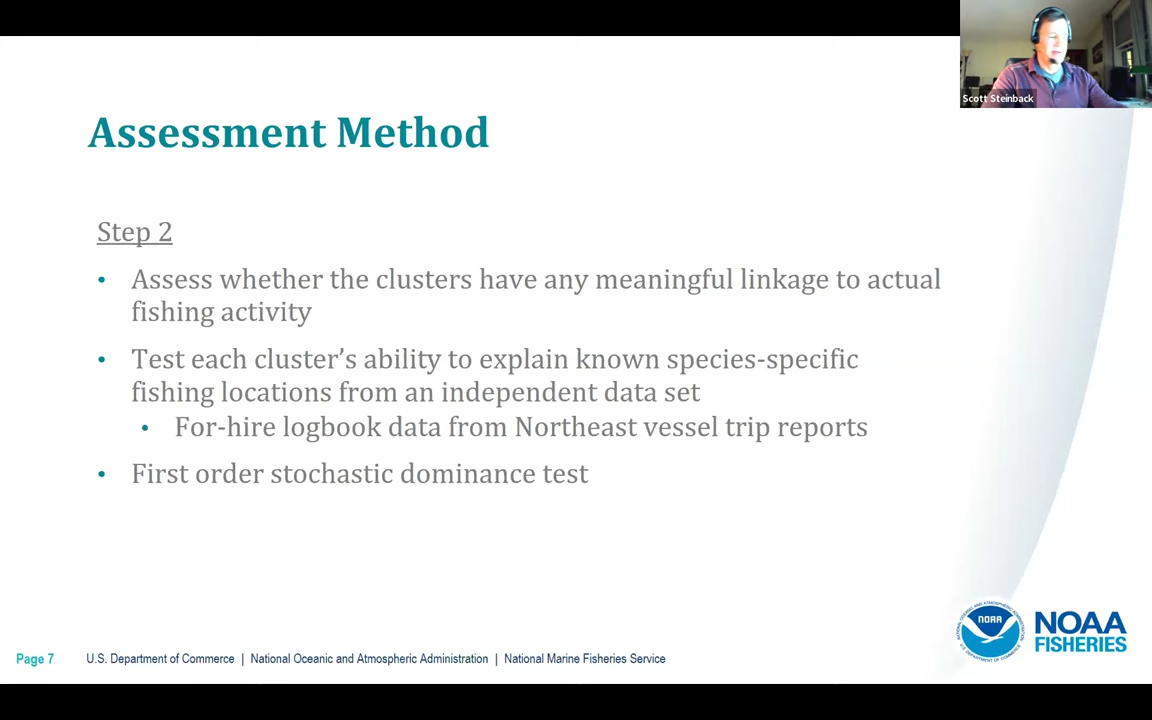 Scott Steinback
Assessment Method
Step 2
• Assess whether the clusters have any meaningful linkage to actual
fishing activity
• Test each cluster’s ability to explain known species-specific
fishing locations from an independent data set
• For-hire logbook data from Northeast vessel trip reports
• First order stochastic dominance test
NOAA
NOAA
FISHERIES
Page 7
U.S. Department of Commerce | National Oceanic and Atmospheric Administration | National Marine Fisheries Service